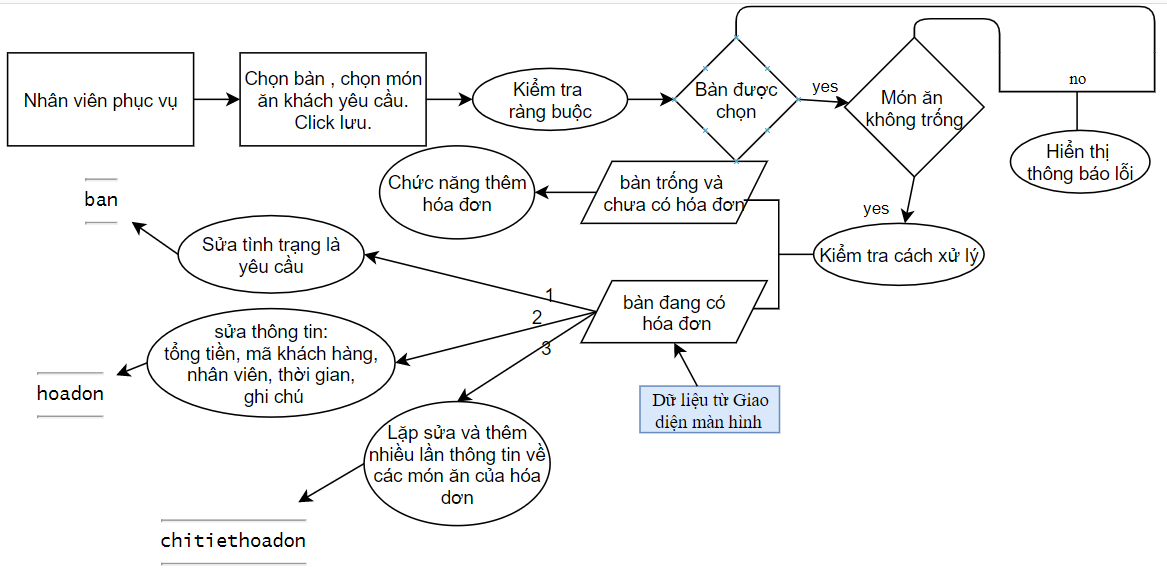 Nhân viên phục vụ
Chọn bàn , chọn món
ăn khách yêu cầu.
Click lưu.
Kiểm tra
ràng buộc
Bàn được
chọn
yes
Món ăn
không trống
no
Hiển thị
thông báo lỗi
yes
Kiểm tra cách xử lý
bàn trống và
chưa có hóa đơn
Chức năng thêm
hóa đơn
bàn đang có
hóa đơn
Dữ liệu từ Giao
diện màn hình
1
2
3
Sửa tình trạng là
yêu cầu
ban
sửa thông tin:
tổng tiền, mã khách hàng,
nhân viên, thời gian,
ghi chú
hoadon
Lặp sửa và thêm
nhiều lần thông tin về
các món ăn của hóa
dơn
chitiethoadon